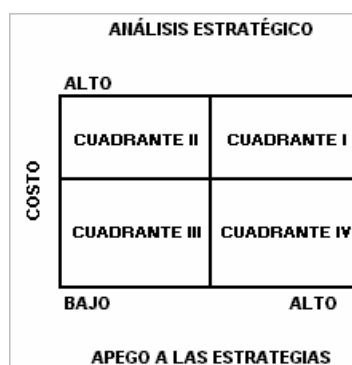 ANÁLISIS ESTRATÉGICO
ALTO
CUADRANTE II
CUADRANTE I
COSTO
CUADRANTE III
CUADRANTE IV
BAJO
ALTO
APEGO A LAS ESTRATEGIAS